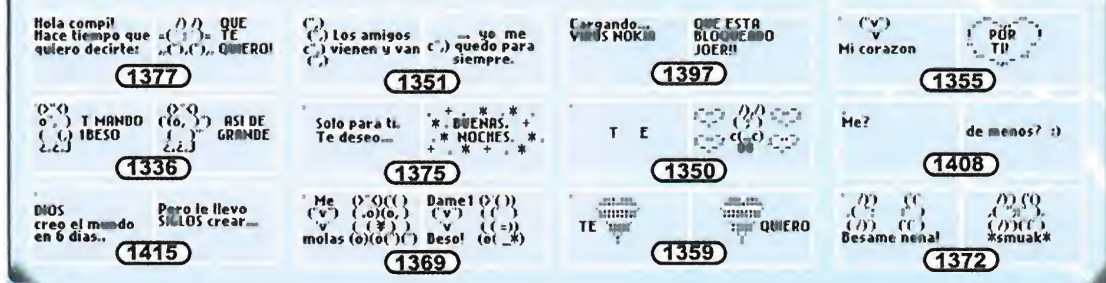 Hola compi!
Hace tiempo que
quiero decirte:
QUE
TE
QUIERO!
1377
Los amigos
vienen y van
... yo me
quedo para
siempre.
1351
Cargando...
VIRUS NOKIA
QUE ESTA
BLOQUEADO
JOER!!
1397
Mi corazon
POR
TI!
1355
T MANDO
1BESO
ASI DE
GRANDE
1336
Solo para ti.
Te deseo...
BUENAS.
NOCHES.
1375
T E
1350
Me?
de menos? :)
1408
DIOS
creo el mundo
en 6 dias..
Pero le llevo
SIGLOS crear...
1415
Me
molas
Dame1
Beso!
1369
TE
QUIERO
1359
Besame nena!
*smuak*
1372